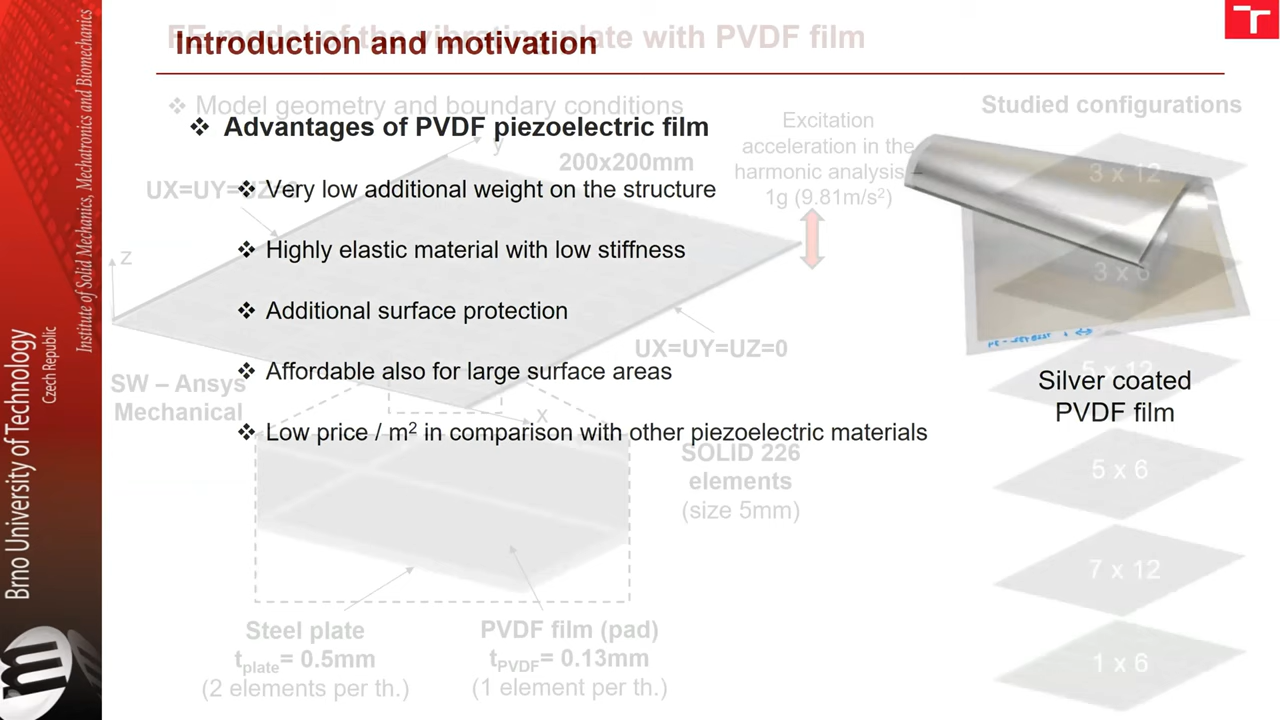 Institute of Solid Mechanics, Mechatronics and Biomechanics
Brno University of Technology
Czech Republic
FE model of the vibrating plate with PVDF film
Introduction and motivation
❖ Model geometry and boundary conditions
❖ Advantages of PVDF piezoelectric film
❖ Very low additional weight on the structure
❖ Highly elastic material with low stiffness
❖ Additional surface protection
❖ Affordable also for large surface areas
❖ Low price / m² in comparison with other piezoelectric materials
Silver coated
PVDF film
Studied configurations
3 x 12
3 x 6
5 x 12
5 x 6
7 x 12
1 x 6
Excitation
acceleration in the
harmonic analysis
1g (9.81m/s²)
200x200mm
y
z
x
UX=UY=UZ=0
UX=UY=UZ=0
SW – Ansys
Mechanical
SOLID 226
elements
(size 5mm)
Steel plate
tplate= 0.5mm
(2 elements per th.)
PVDF film (pad)
tPVDF= 0.13mm
(1 element per th.)